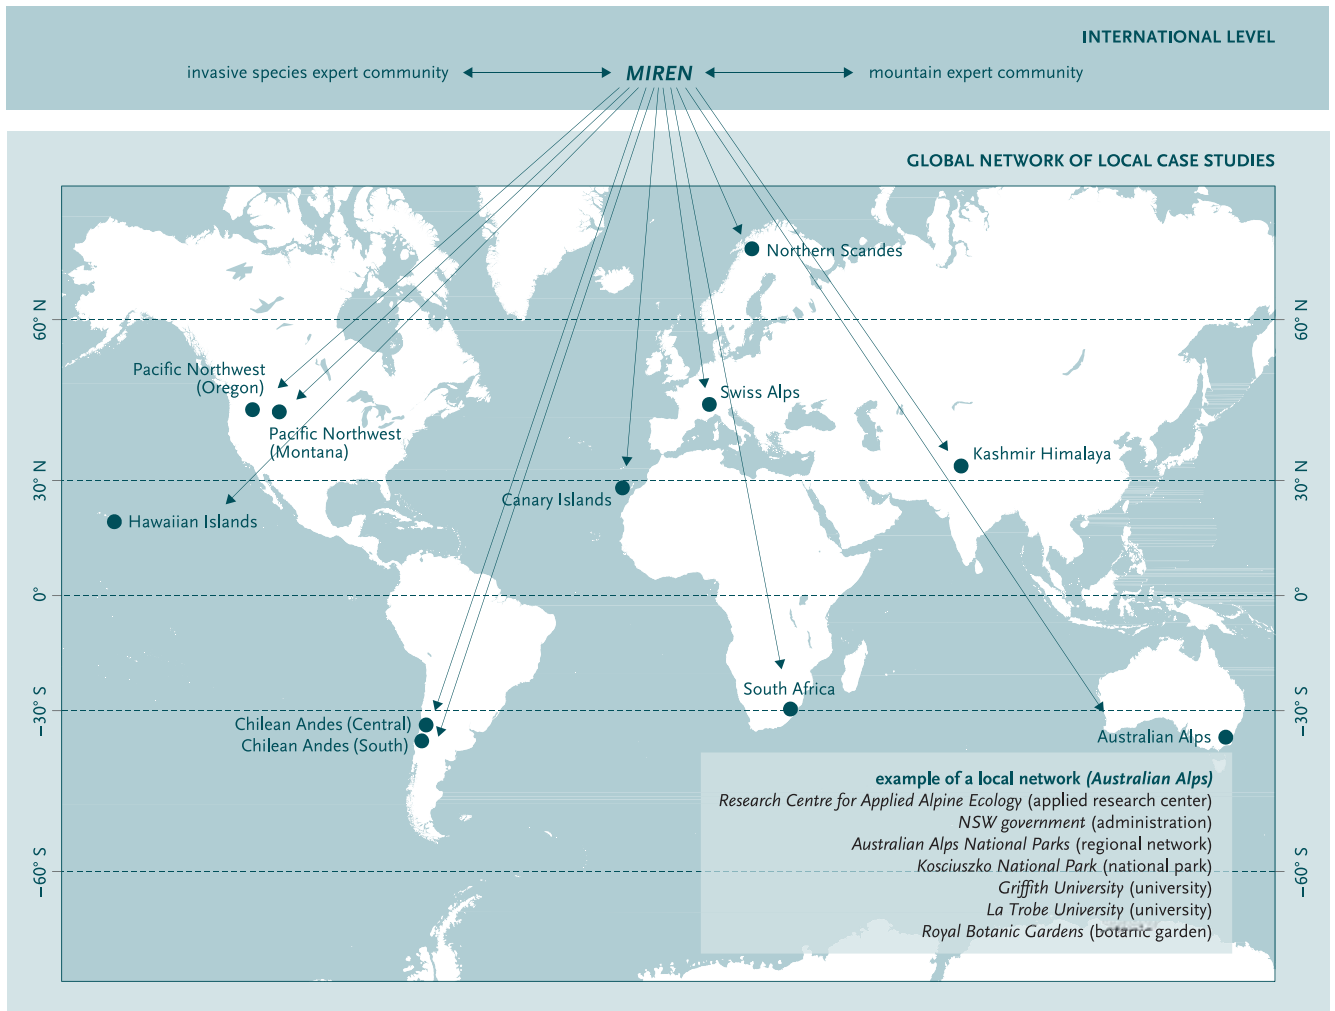 INTERNATIONAL LEVEL
invasive species expert community MIREN mountain expert community
GLOBAL NETWORK OF LOCAL CASE STUDIES
Northern Scandes
60° N 60° N
Pacific Northwest
(Oregon)
Swiss Alps
Pacific Northwest
(Montana)
Kashmir Himalaya
30° N 30° N
Canary Islands
Hawaiian Islands
0° 0°
South Africa
–30° S –30° S
Chilean Andes (Central)
Chilean Andes (South)
Australian Alps
example of a local network (Australian Alps)
Research Centre for Applied Alpine Ecology (applied research center)
NSW government (administration)
Australian Alps National Parks (regional network)
Kosciuszko National Park (national park)
–60° S –60° S
Griffith University (university)
La Trobe University (university)
Royal Botanic Gardens (botanic garden)